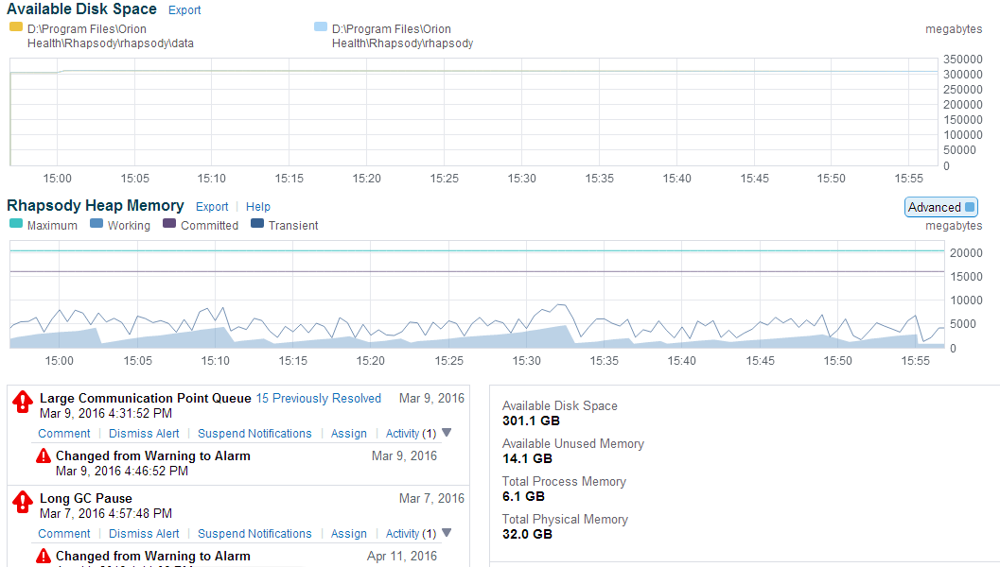 Available Disk Space Export
D:\Program Files\Orion Health\Rhapsody\rhapsody\data
D:\Program Files\Orion Health\Rhapsody\rhapsody
megabytes
350000
300000
250000
200000
150000
100000
50000
0
15:00 15:05 15:10 15:15 15:20 15:25 15:30 15:35 15:40 15:45 15:50 15:55
Rhapsody Heap Memory Export | Help
Advanced
Maximum Working Committed Transient
megabytes
20000
15000
10000
5000
0
15:00 15:05 15:10 15:15 15:20 15:25 15:30 15:35 15:40 15:45 15:50 15:55
Large Communication Point Queue 15 Previously Resolved Mar 9, 2016
Mar 9, 2016 4:31:52 PM
Comment | Dismiss Alert | Suspend Notifications | Assign | Activity (1)
Changed from Warning to Alarm Mar 9, 2016
Mar 9, 2016 4:46:52 PM
Long GC Pause Mar 7, 2016
Mar 7, 2016 4:57:48 PM
Comment | Dismiss Alert | Suspend Notifications | Assign | Activity (1)
Changed from Warning to Alarm Apr 11, 2016
Available Disk Space
301.1 GB
Available Unused Memory
14.1 GB
Total Process Memory
6.1 GB
Total Physical Memory
32.0 GB